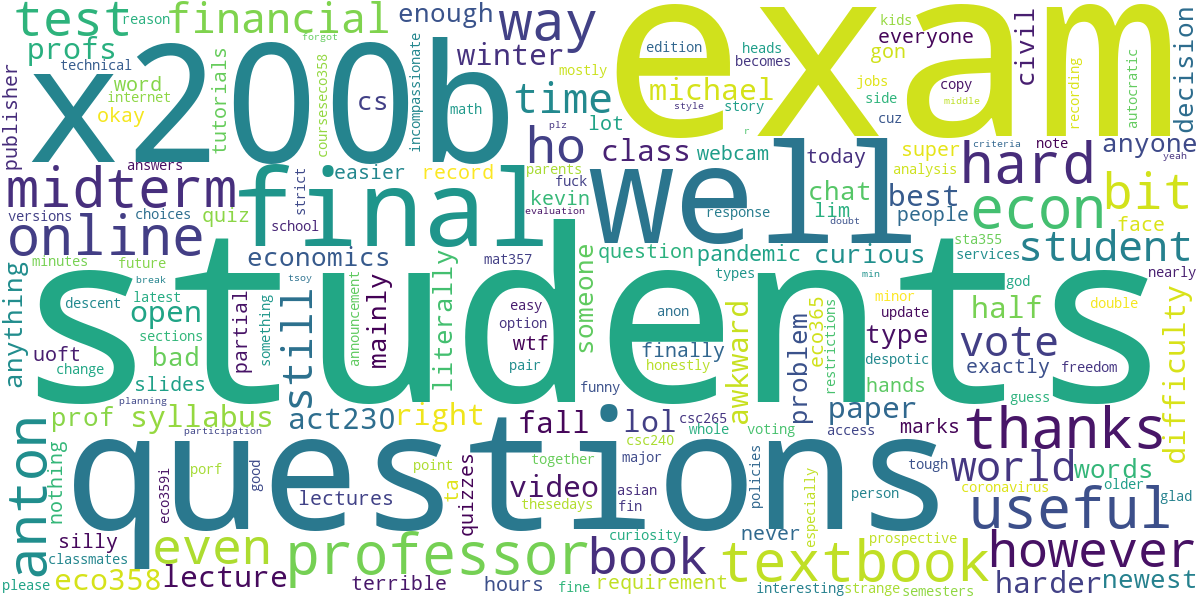 test
reason
financial
forgot
enough
way
exam
kids
everyone
civil
decision
profs
technical
x200b
winter
edition
heads
becomes
gon
publisher
word
internet
okay
tutorials
courseseco358
incompassionate
cs
math
mostly
time
michael
style
story
jobs
side
cuz
copy
middle
recording
autocratic
lot
ho
class
webcam
well
today
r
plz
super
analysis
criteria
note
hard
anyone
yeah
midterm
answers
strict
easier
record
parents
fuck
kevin
evaluation
chat
lim
best
people
bit
versions
choices
quiz
final
school
response
doubt
econ
face
online
economics
mat357
question
pandemic
curious
sta355
services
student
minutes
future
break
tsoy
types
min
god
nearly
anything
descent
latest
open
sections
something
partial
announcement
still
mainly
literally
students
easy
option
wtf
pair
someone
anon
finally
honestly
awkward
problem
eco365
restrictions
minor
update
type
despotic
half
double
vote
exactly
freedom
difficulty
uoft
change
bad
slides
planning
funny
hands
guess
anton
prof
syllabus
participation
act230
right
fall
lol
csc265
csc240
whole
voting
paper
access
marks
thanks
nothing
porf
eco359i
good
questions
lectures
point
ta
quizzes
together
video
thesedays
major
asian
fin
policies
person
especially
tough
world
words
coronavirus
older
glad
useful
silly
classmates
even
professor
curiosity
book
never
textbook
prospective
however
please
eco358
lecture
terrible
hours
fine
requirement
interesting
strange
semesters
harder
newest